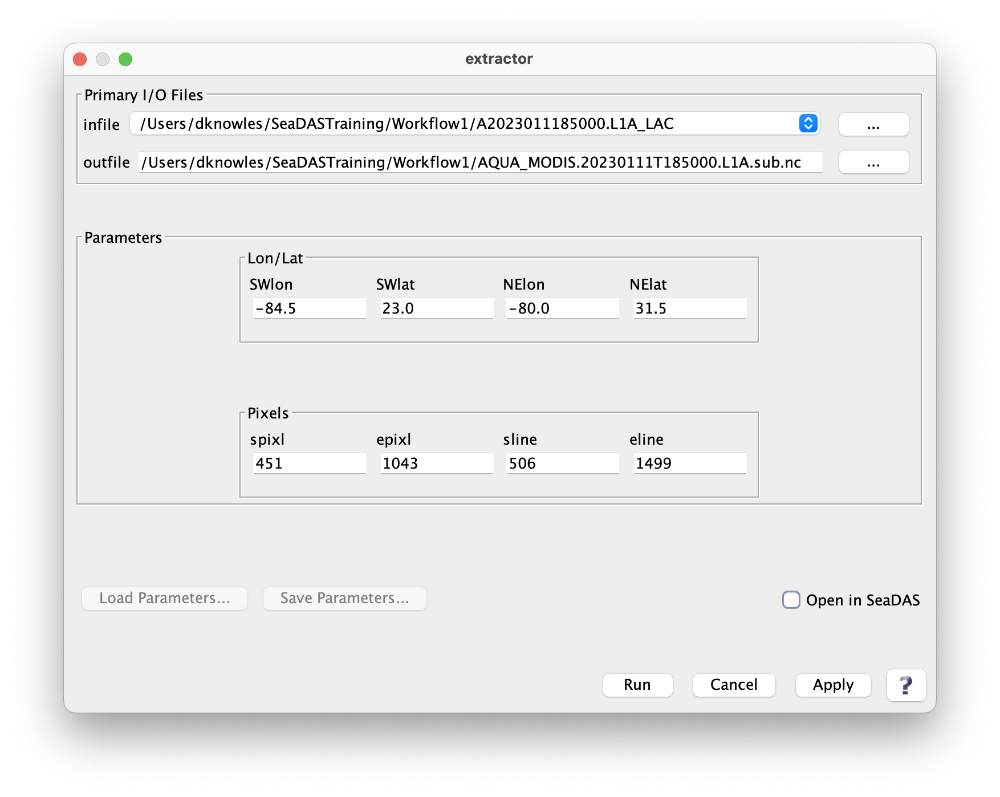 extractor
Primary I/O Files
infile /Users/dknowles/SeaDASTraining/Workflow1/A2023011185000.L1A_LAC ...
outfile /Users/dknowles/SeaDASTraining/Workflow1/AQUA_MODIS.20230111T185000.L1A.sub.nc ...
Parameters
Lon/Lat
SWlon SWlat NElon NElat
-84.5 23.0 -80.0 31.5
Pixels
spixl epixl sline eline
451 1043 506 1499
Load Parameters... Save Parameters... Open in SeaDAS
Run Cancel Apply ?